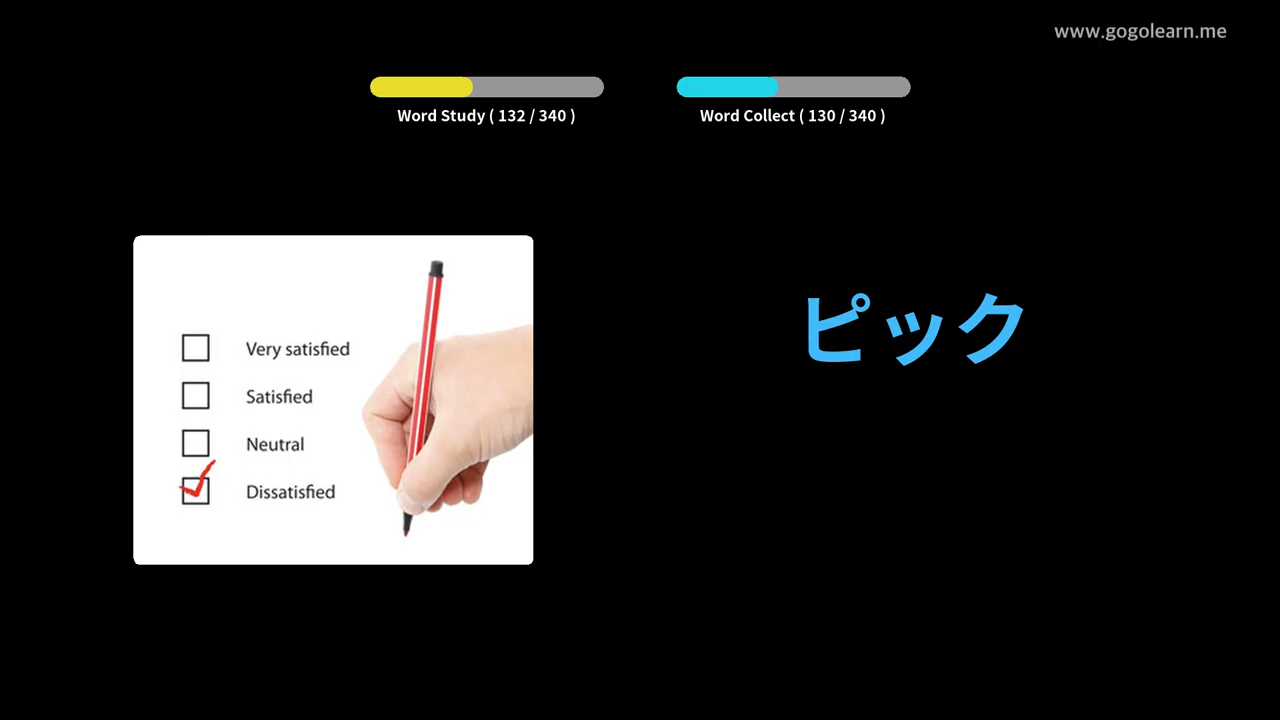 www.gogolearn.me
Word Study ( 132 / 340 )
Word Collect ( 130 / 340 )
Very satisfied
Satisfied
Neutral
Dissatisfied
ピック